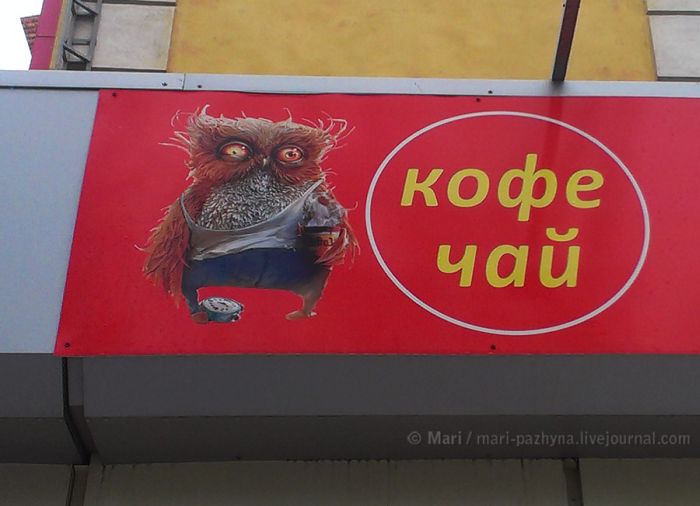 кофе
чай
© Mari / mari-pazhyna.livejournal.com